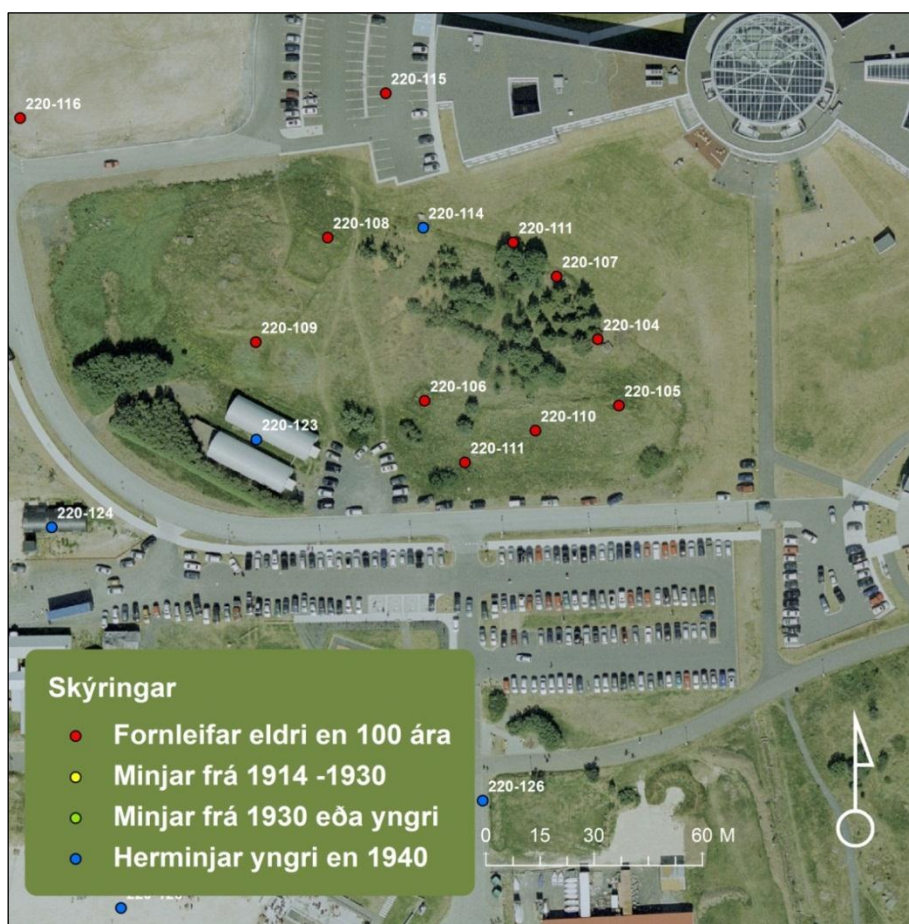 220-115
220-116
220-114
220-108
220-111
220-107
220-109
220-104
220-106
220-105
220-110
220-123
220-111
220-124
Skýringar
Fornleifar eldri en 100 ára
Minjar frá 1914 -1930
Minjar frá 1930 eða yngri
Herminjar yngri en 1940
220-126
0 15 30 60 M